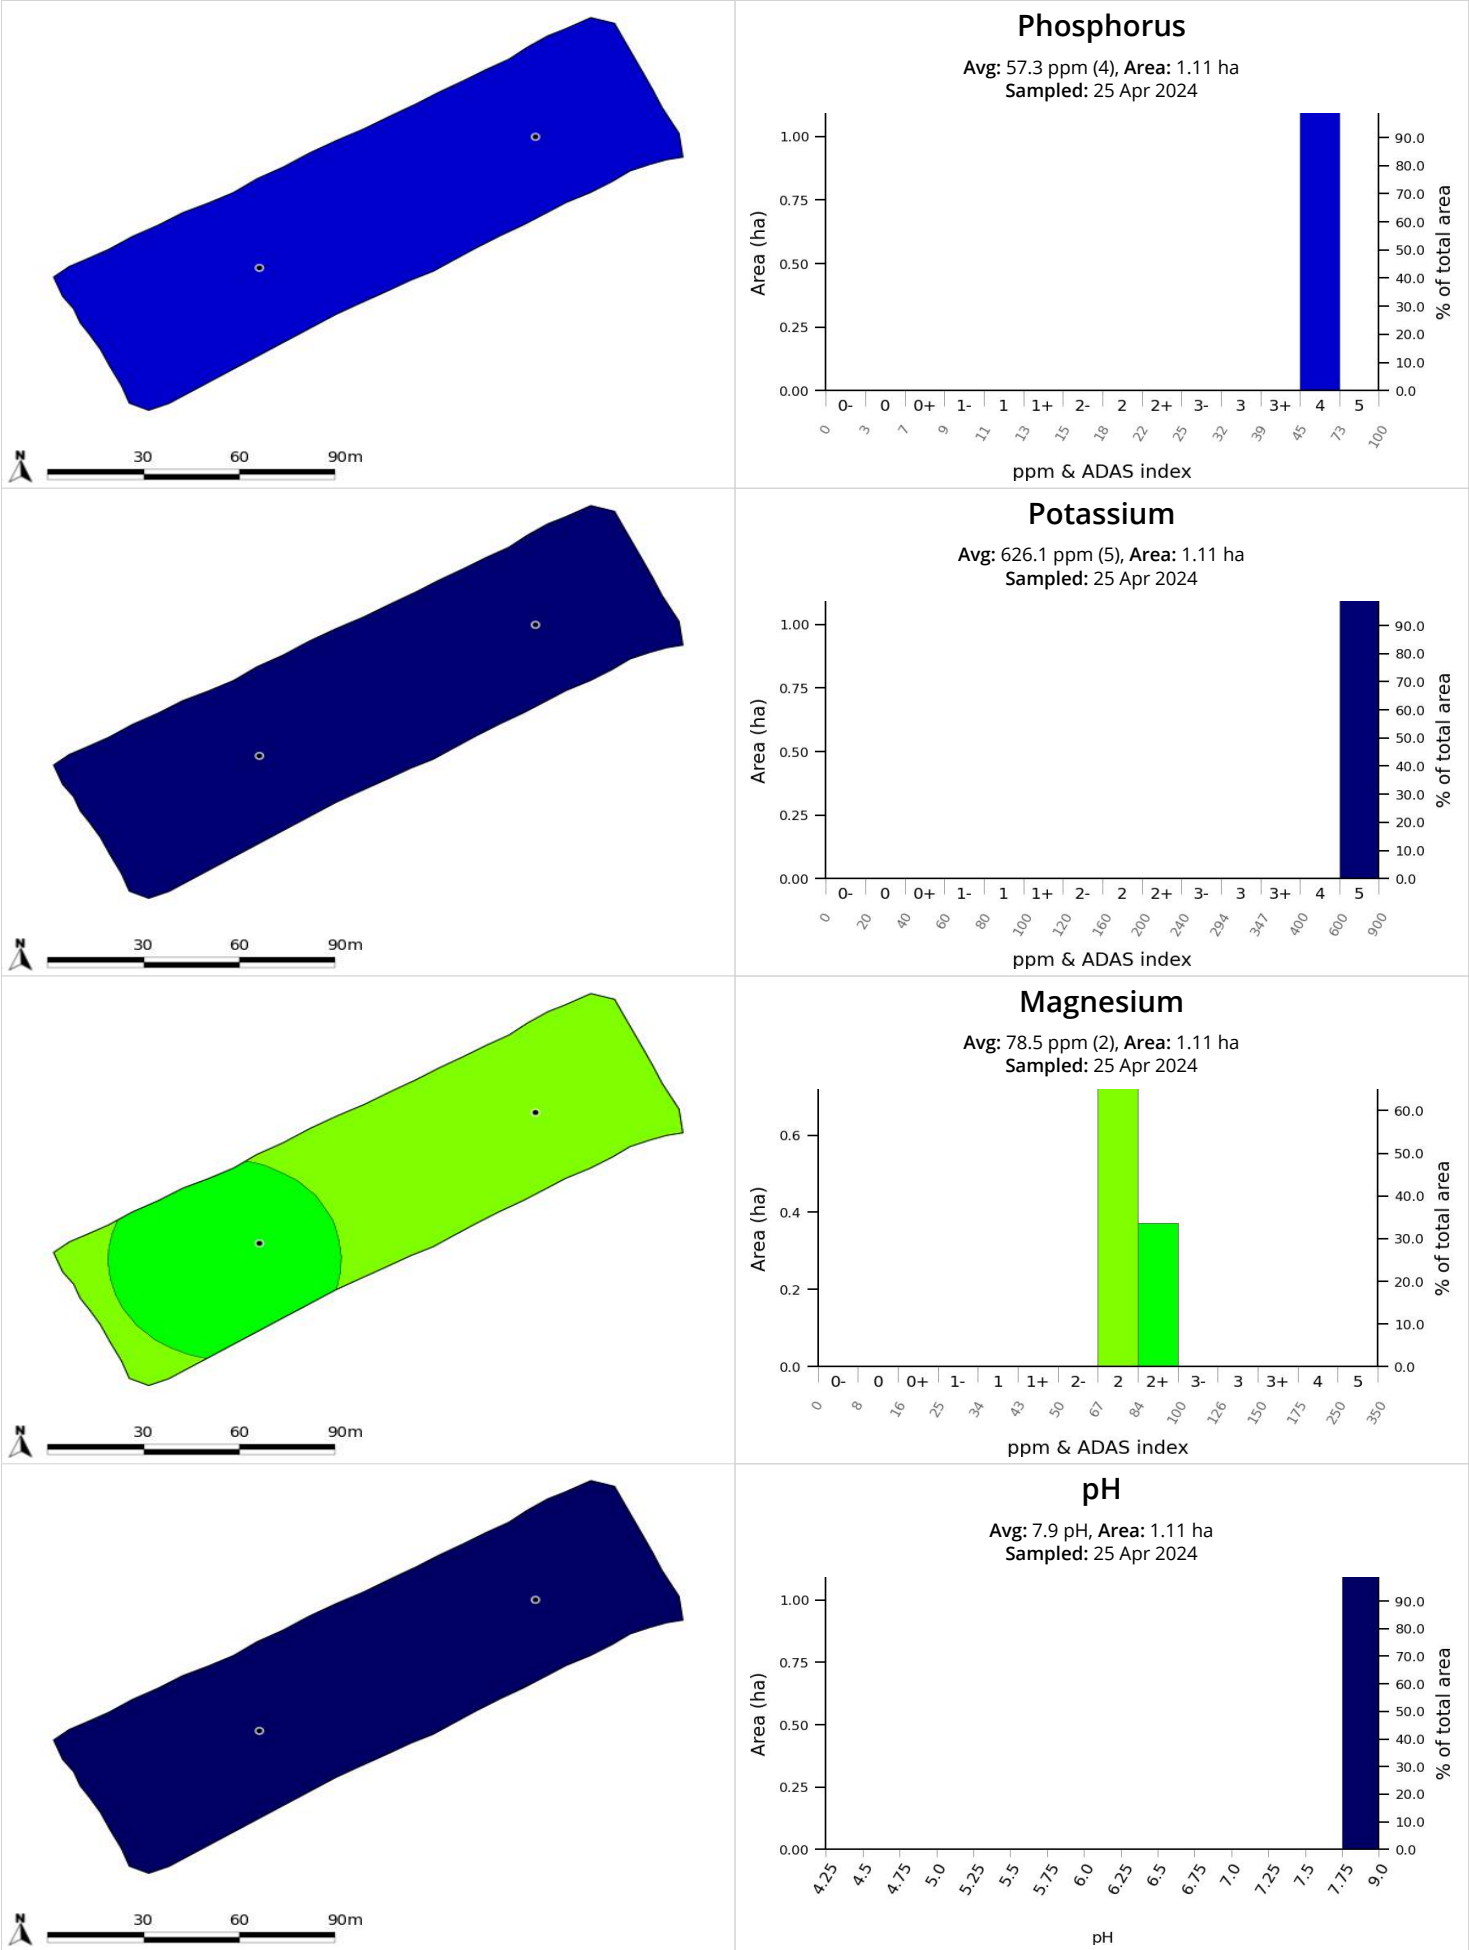 N
30 60 90m
Phosphorus
Avg: 57.3 ppm (4), Area: 1.11 ha
Sampled: 25 Apr 2024
Area (ha)
1.00
0.75
0.50
0.25
0.00
90.0
80.0
70.0
60.0
50.0
40.0
30.0
20.0
10.0
0.0
% of total area
0- 0 0+ 1- 1 1+ 2- 2 2+ 3- 3 3+ 4 5
0 3 7 9 11 13 15 18 22 25 32 39 45 73 100
ppm & ADAS index
N
30 60 90m
Potassium
Avg: 626.1 ppm (5), Area: 1.11 ha
Sampled: 25 Apr 2024
Area (ha)
1.00
0.75
0.50
0.25
0.00
90.0
80.0
70.0
60.0
50.0
40.0
30.0
20.0
10.0
0.0
% of total area
0- 0 0+ 1- 1 1+ 2- 2 2+ 3- 3 3+ 4 5
0 20 40 60 80 100 120 160 200 240 294 347 400 600 900
ppm & ADAS index
N
30 60 90m
Magnesium
Avg: 78.5 ppm (2), Area: 1.11 ha
Sampled: 25 Apr 2024
Area (ha)
0.6
0.4
0.2
0.0
60.0
50.0
40.0
30.0
20.0
10.0
0.0
% of total area
0- 0 0+ 1- 1 1+ 2- 2 2+ 3- 3 3+ 4 5
0 8 16 25 34 43 50 67 84 100 126 150 175 250 350
ppm & ADAS index
N
30 60 90m
pH
Avg: 7.9 pH, Area: 1.11 ha
Sampled: 25 Apr 2024
Area (ha)
1.00
0.75
0.50
0.25
0.00
90.0
80.0
70.0
60.0
50.0
40.0
30.0
20.0
10.0
0.0
% of total area
4.25 4.5 4.75 5.0 5.25 5.5 5.75 6.0 6.25 6.5 6.75 7.0 7.25 7.5 7.75 9.0
pH